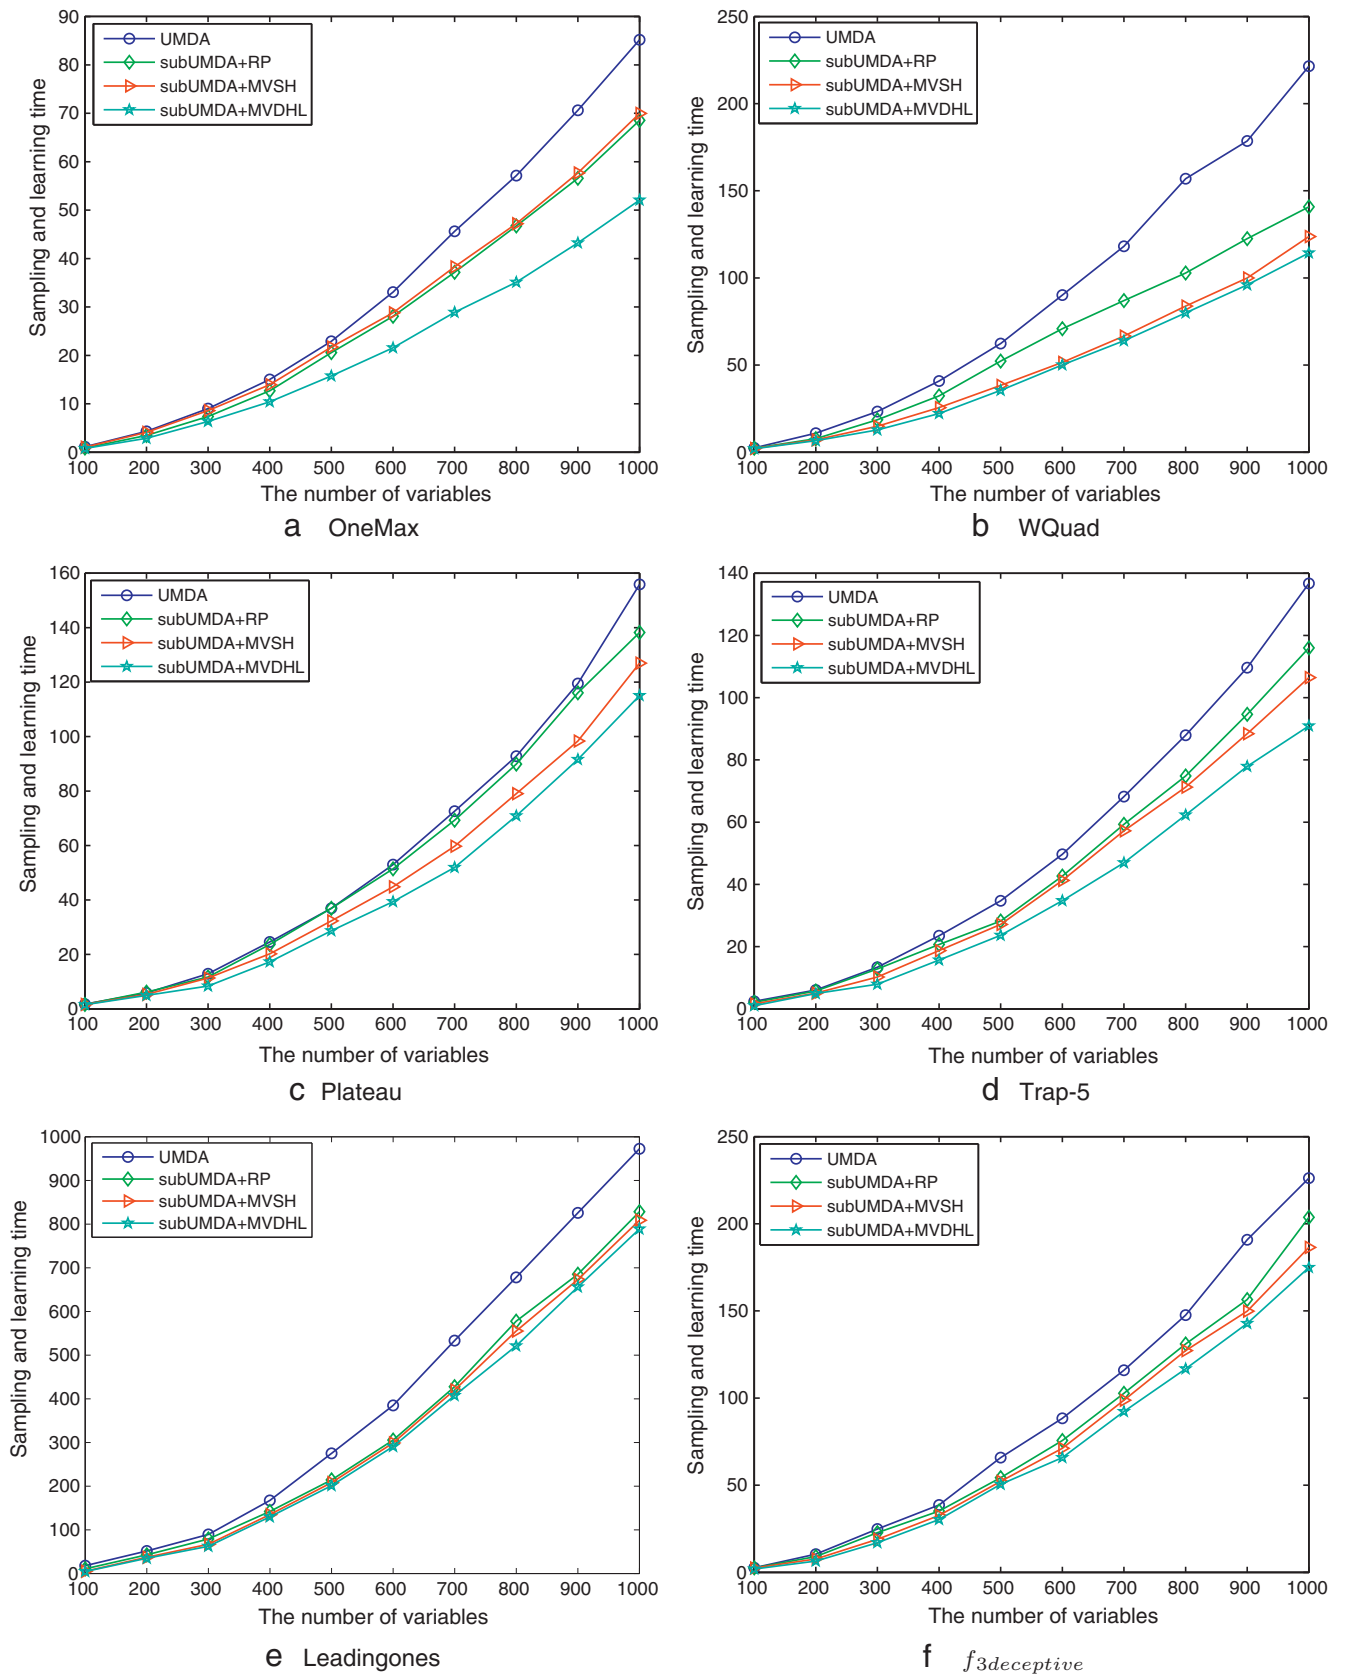 90
80
70
60
50
40
30
20
10
0
Sampling and learning time
UMDA
subUMDA+RP
subUMDA+MVSH
subUMDA+MVDHL
100 200 300 400 500 600 700 800 900 1000
The number of variables
a OneMax
250
200
150
100
50
0
Sampling and learning time
UMDA
subUMDA+RP
subUMDA+MVSH
subUMDA+MVDHL
100 200 300 400 500 600 700 800 900 1000
The number of variables
b WQuad
160
140
120
100
80
60
40
20
0
Sampling and learning time
UMDA
subUMDA+RP
subUMDA+MVSH
subUMDA+MVDHL
100 200 300 400 500 600 700 800 900 1000
The number of variables
c Plateau
140
120
100
80
60
40
20
0
Sampling and learning time
UMDA
subUMDA+RP
subUMDA+MVSH
subUMDA+MVDHL
100 200 300 400 500 600 700 800 900 1000
The number of variables
d Trap-5
1000
900
800
700
600
500
400
300
200
100
0
Sampling and learning time
UMDA
subUMDA+RP
subUMDA+MVSH
subUMDA+MVDHL
100 200 300 400 500 600 700 800 900 1000
The number of variables
e Leadingones
250
200
150
100
50
0
Sampling and learning time
UMDA
subUMDA+RP
subUMDA+MVSH
subUMDA+MVDHL
100 200 300 400 500 600 700 800 900 1000
The number of variables
f f3deceptive